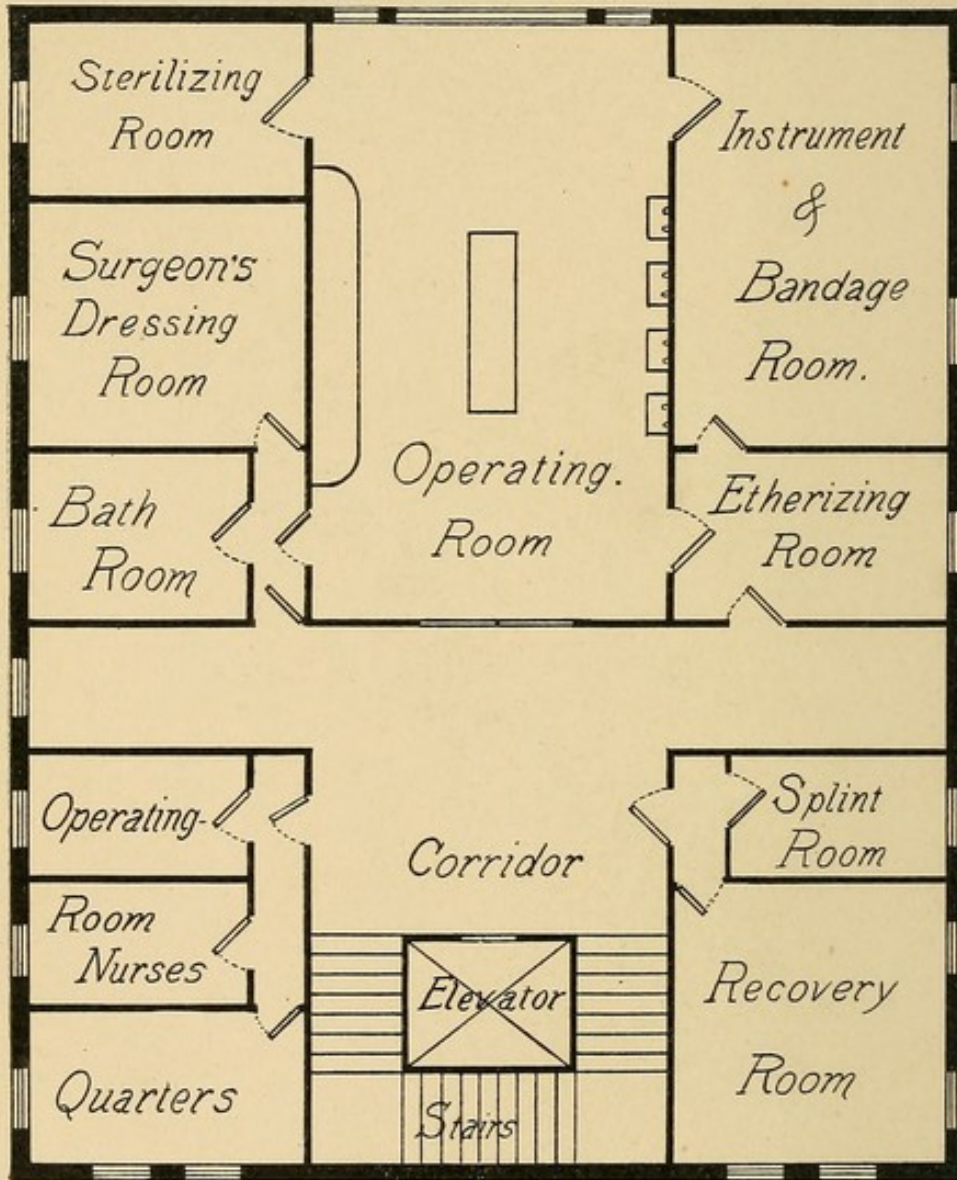 Sterilizing
Room
Instrument
&
Bandage
Room.
Surgeon's
Dressing
Room
Operating.
Room
Bath
Room
Etherizing
Room
Operating-
Room
Nurses
Quarters
Corridor
Elevator
Stairs
Splint
Room
Recovery
Room